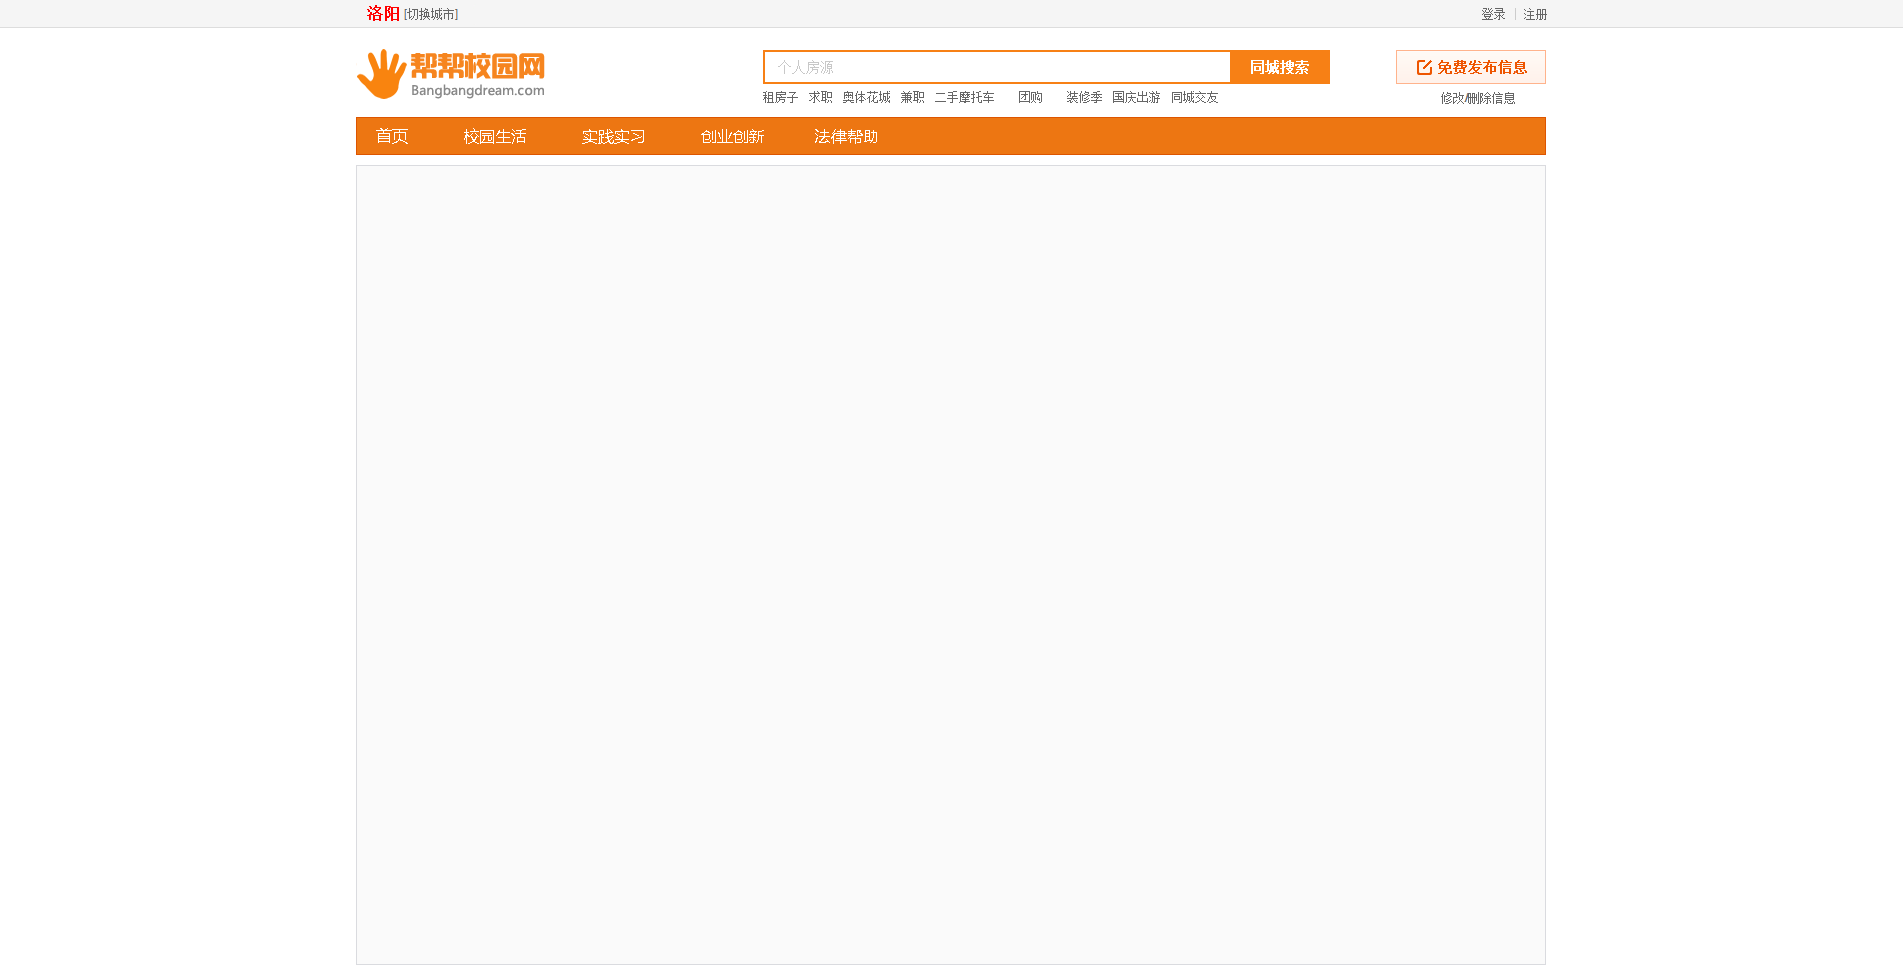 洛阳 [切换城市] 登录 | 注册
帮帮校园网
Bangbangdream.com
个人房源 同城搜索 免费发布信息
租房子 求职 奥体花城 兼职 二手摩托车 团购 装修季 国庆出游 同城交友 修改/删除信息
首页 校园生活 实践实习 创业创新 法律帮助